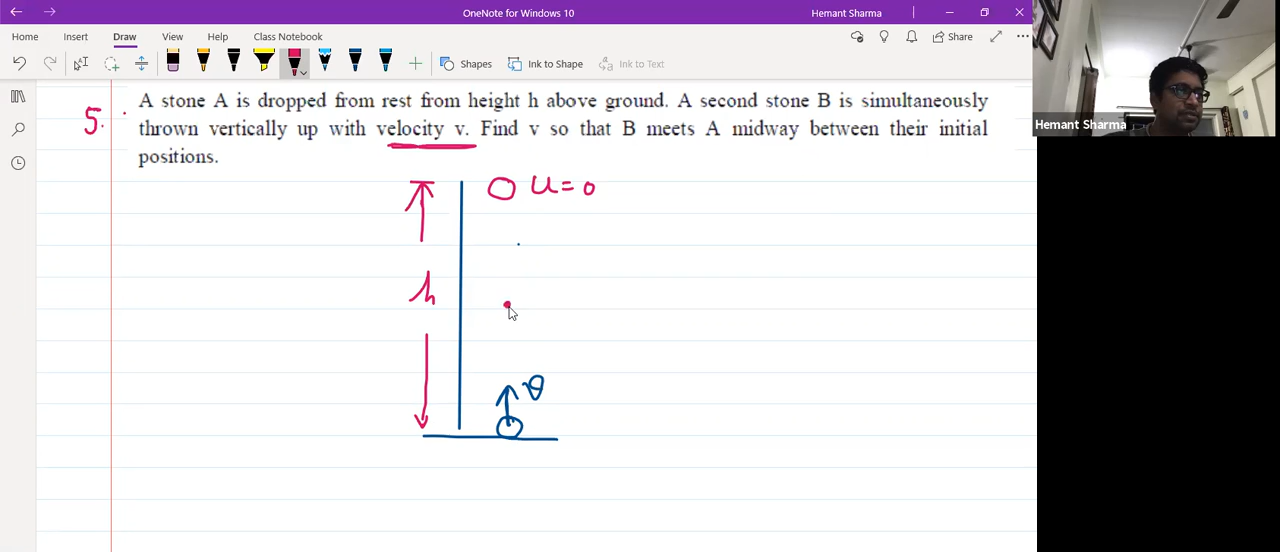 OneNote for Windows 10
Hemant Sharma
Home Insert Draw View Help Class Notebook
Share
Shapes
Ink to Shape
Ink to Text
5.
A stone A is dropped from rest from height h above ground. A second stone B is simultaneously
thrown vertically up with velocity v. Find v so that B meets A midway between their initial
positions.
Hemant Sharma
u = 0
h
v